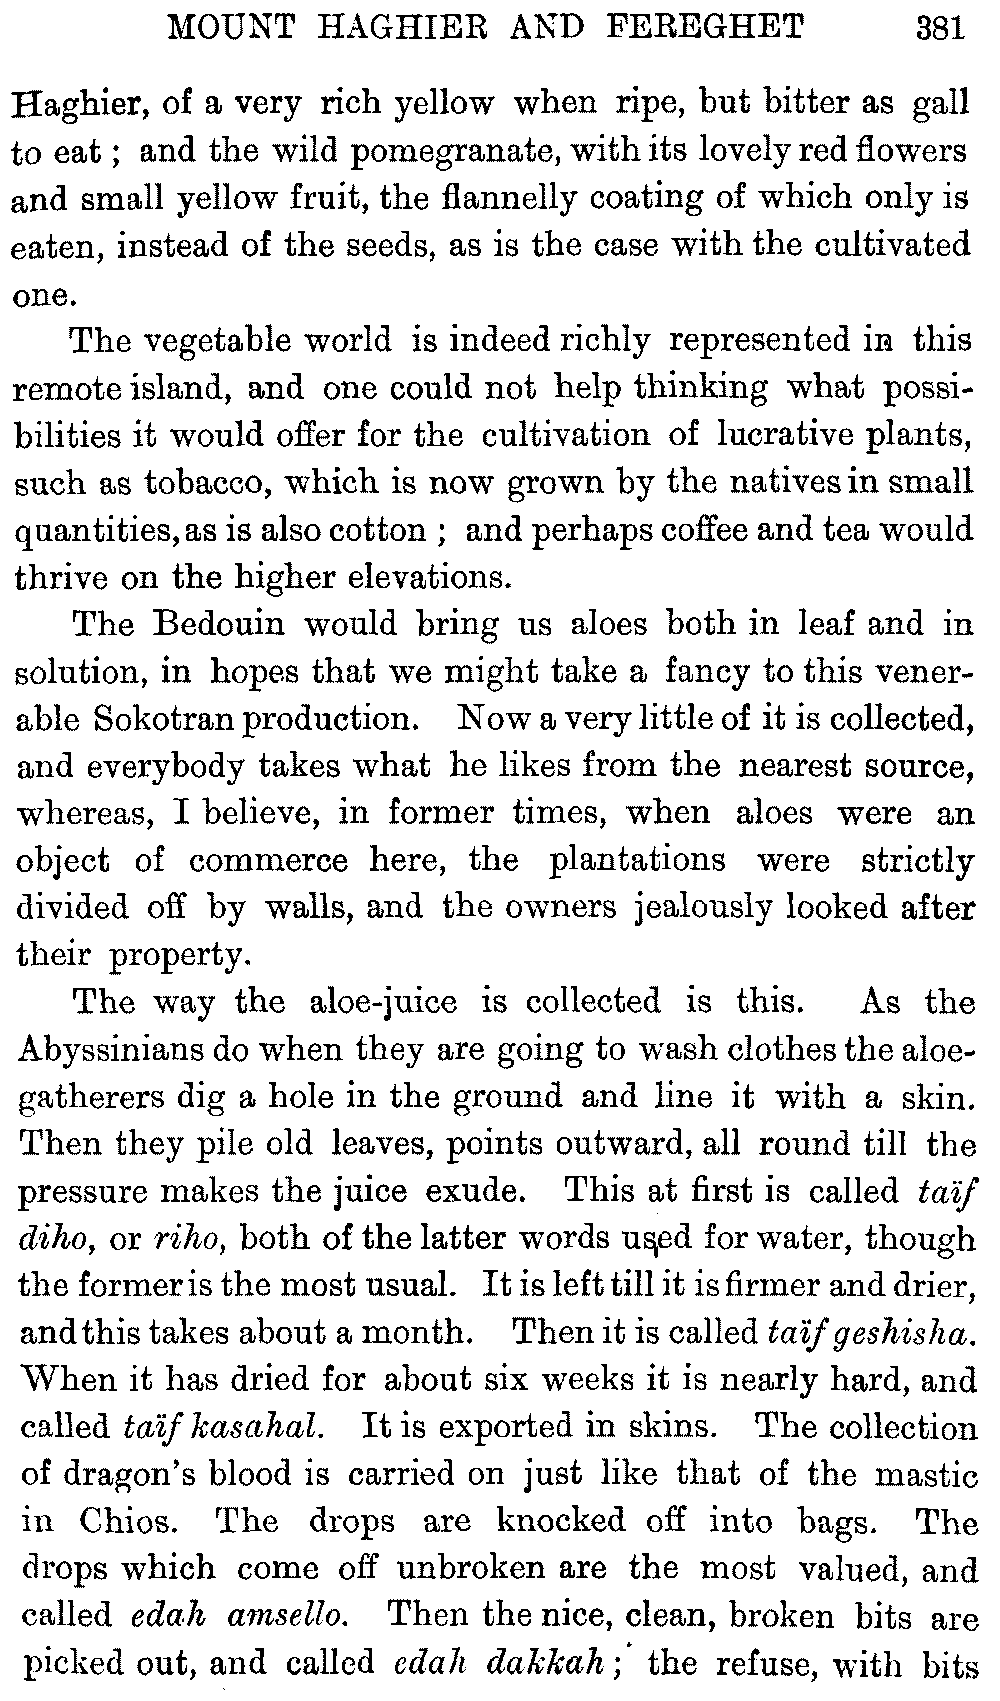 MOUNT HAGHIER AND FEREGHET 381
Haghier, of a very rich yellow when ripe, but bitter as gall
to eat ; and the wild pomegranate, with its lovely red flowers
and small yellow fruit, the flannelly coating of which only is
eaten, instead of the seeds, as is the case with the cultivated
one.
The vegetable world is indeed richly represented in this
remote island, and one could not help thinking what possi-
bilities it would offer for the cultivation of lucrative plants,
such as tobacco, which is now grown by the natives in small
quantities, as is also cotton ; and perhaps coffee and tea would
thrive on the higher elevations.
The Bedouin would bring us aloes both in leaf and in
solution, in hopes that we might take a fancy to this vener-
able Sokotran production. Now a very little of it is collected,
and everybody takes what he likes from the nearest source,
whereas, I believe, in former times, when aloes were an
object of commerce here, the plantations were strictly
divided off by walls, and the owners jealously looked after
their property.
The way the aloe-juice is collected is this. As the
Abyssinians do when they are going to wash clothes the aloe-
gatherers dig a hole in the ground and line it with a skin.
Then they pile old leaves, points outward, all round till the
pressure makes the juice exude. This at first is called taïf
diho, or riho, both of the latter words used for water, though
the former is the most usual. It is left till it is firmer and drier,
and this takes about a month. Then it is called taïf geshisha.
When it has dried for about six weeks it is nearly hard, and
called taïf kasahal. It is exported in skins. The collection
of dragon's blood is carried on just like that of the mastic
in Chios. The drops are knocked off into bags. The
drops which come off unbroken are the most valued, and
called edah amsello. Then the nice, clean, broken bits are
picked out, and called edah dakkah ; the refuse, with bits